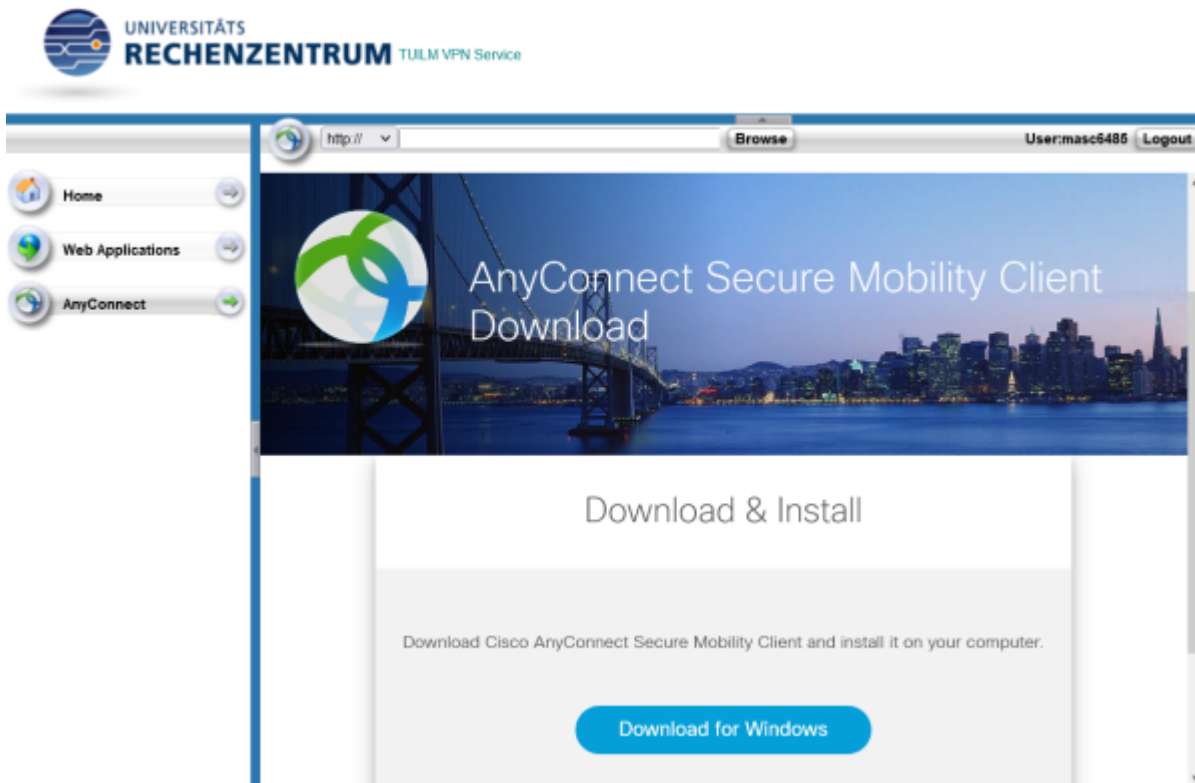 UNIVERSITÄTS
RECHENZENTRUM TUILM VPN Service
http:// Browse User:masc6485 Logout
Home
Web Applications
AnyConnect
AnyConnect Secure Mobility Client
Download
Download & Install
Download Cisco AnyConnect Secure Mobility Client and install it on your computer.
Download for Windows